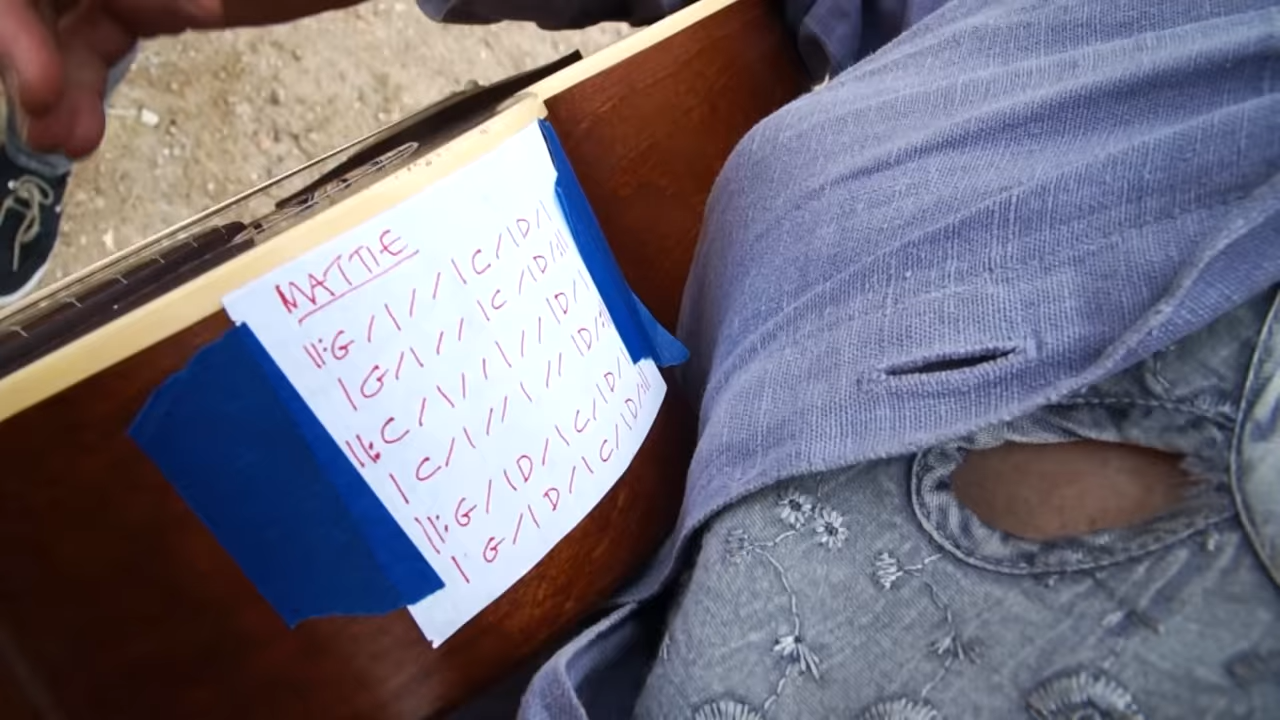 MATTIE
||:G / | / / | C / | D / |
| G / | / / | C / | D / :||
||: C / | / / | / / | D / |
| C / | / / | / / | D / :||
||: G / | D / | C / | D / |
| G / | D / | C / | D / :||